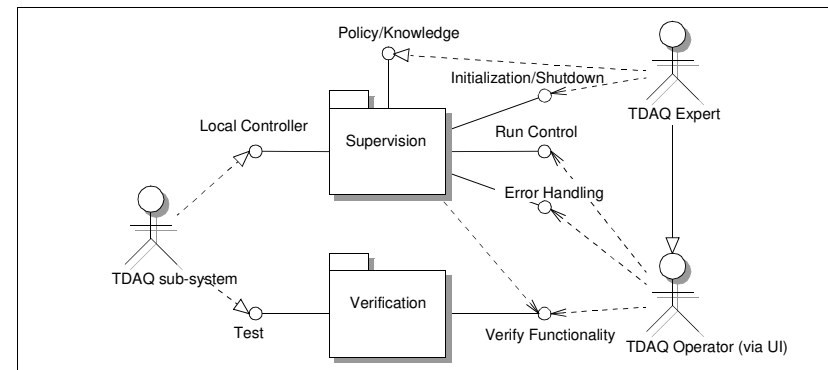 Policy/Knowledge
Initialization/Shutdown
TDAQ Expert
Local Controller
Supervision
Run Control
Error Handling
TDAQ sub-system
Verification
Test
Verify Functionality
TDAQ Operator (via UI)